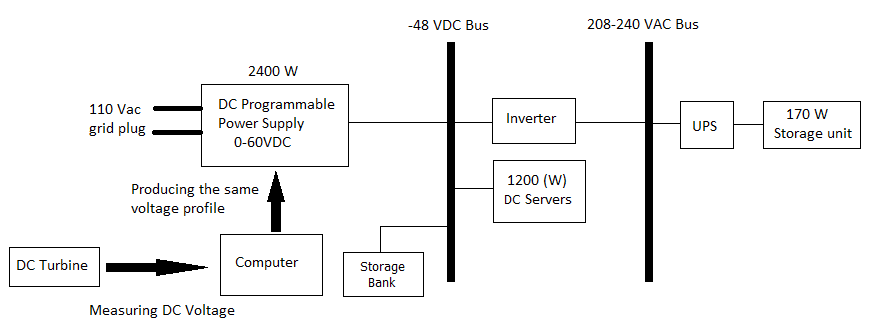 -48 VDC Bus
208-240 VAC Bus
2400 W
110 Vac
grid plug
DC Programmable
Power Supply
0-60VDC
Inverter
UPS
170 W
Storage unit
Producing the same
voltage profile
1200 (W)
DC Servers
DC Turbine
Computer
Storage
Bank
Measuring DC Voltage